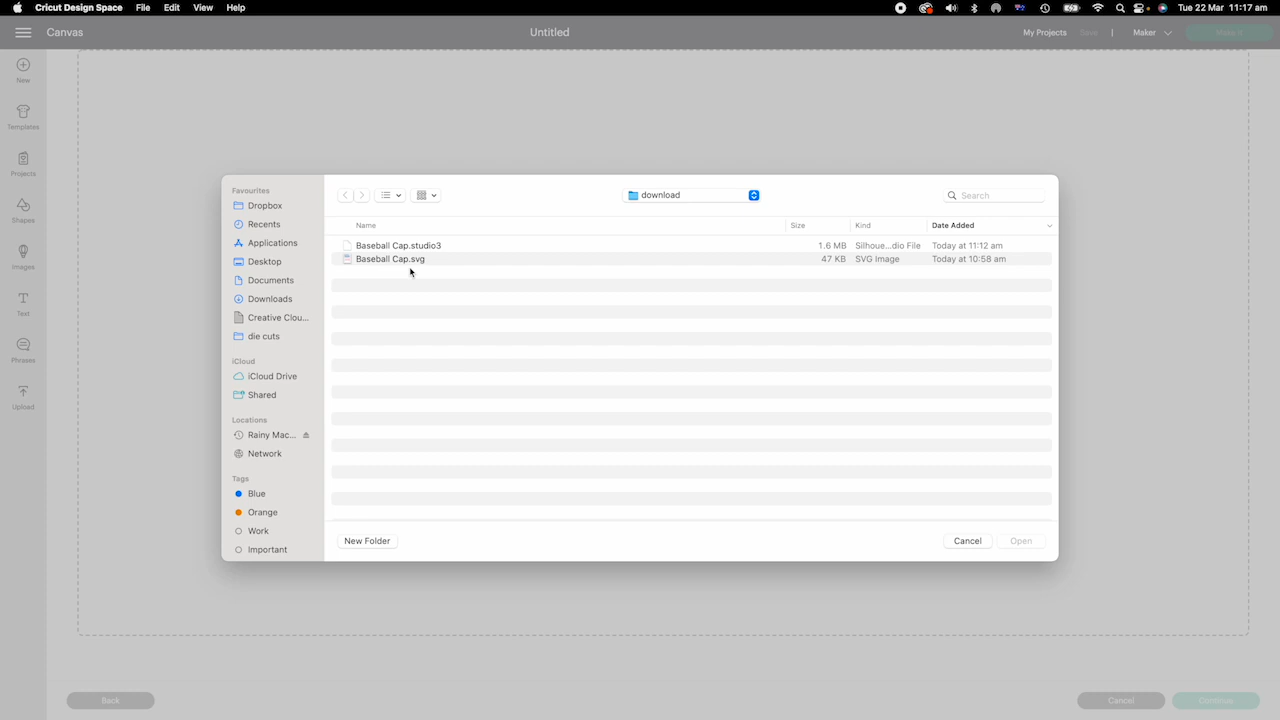 Cricut Design Space File Edit View Help Tue 22 Mar 11:17 am
Canvas Untitled My Projects Save | Maker Make It
New
Templates
Projects
Shapes
Images
Text
Phrases
Upload
Favourites
Dropbox
Recents
Applications
Desktop
Documents
Downloads
Creative Clou...
die cuts
iCloud
iCloud Drive
Shared
Locations
Rainy Mac...
Network
Tags
Blue
Orange
Work
Important
download Search
Name Size Kind Date Added
Baseball Cap.studio3 1.6 MB Silhoue...dio File Today at 11:12 am
Baseball Cap.svg 47 KB SVG Image Today at 10:58 am
New Folder Cancel Open
Back Cancel Continue